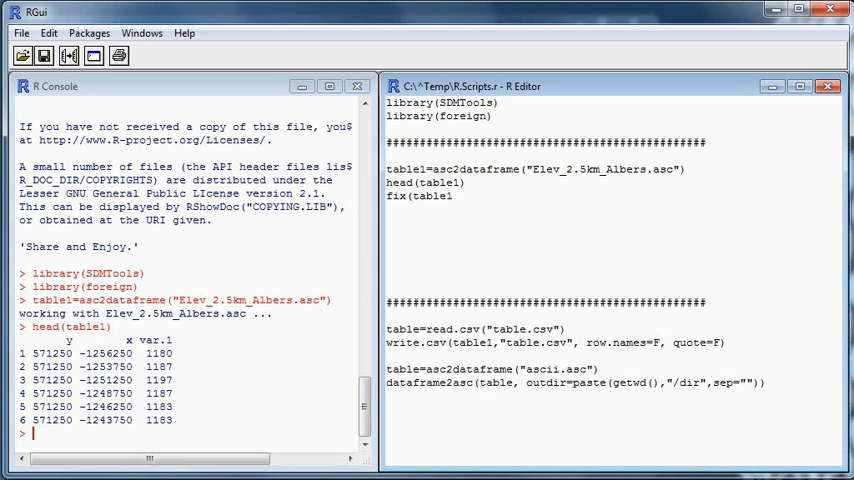 RGui
File Edit Packages Windows Help
R Console
If you have not received a copy of this file, you$
at http://www.R-project.org/Licenses/.
A small number of files (the API header files lis$
R_DOC_DIR/COPYRIGHTS) are distributed under the
Lesser GNU General Public LIcense version 2.1.
This can be displayed by RShowDoc("COPYING.LIB"),
or obtained at the URI given.
'Share and Enjoy.'
> library(SDMTools)
> library(foreign)
> table1=asc2dataframe("Elev_2.5km_Albers.asc")
working with Elev_2.5km_Albers.asc ...
> head(table1)
y x var.1
1 571250 -1256250 1180
2 571250 -1253750 1187
3 571250 -1251250 1197
4 571250 -1248750 1187
5 571250 -1246250 1183
6 571250 -1243750 1183
>
C:\^Temp\R.Scripts.r - R Editor
library(SDMTools)
library(foreign)
################################################
table1=asc2dataframe("Elev_2.5km_Albers.asc")
head(table1)
fix(table1
################################################
table=read.csv("table.csv")
write.csv(table1,"table.csv", row.names=F, quote=F)
table=asc2dataframe("ascii.asc")
dataframe2asc(table, outdir=paste(getwd(),"/dir",sep=""))